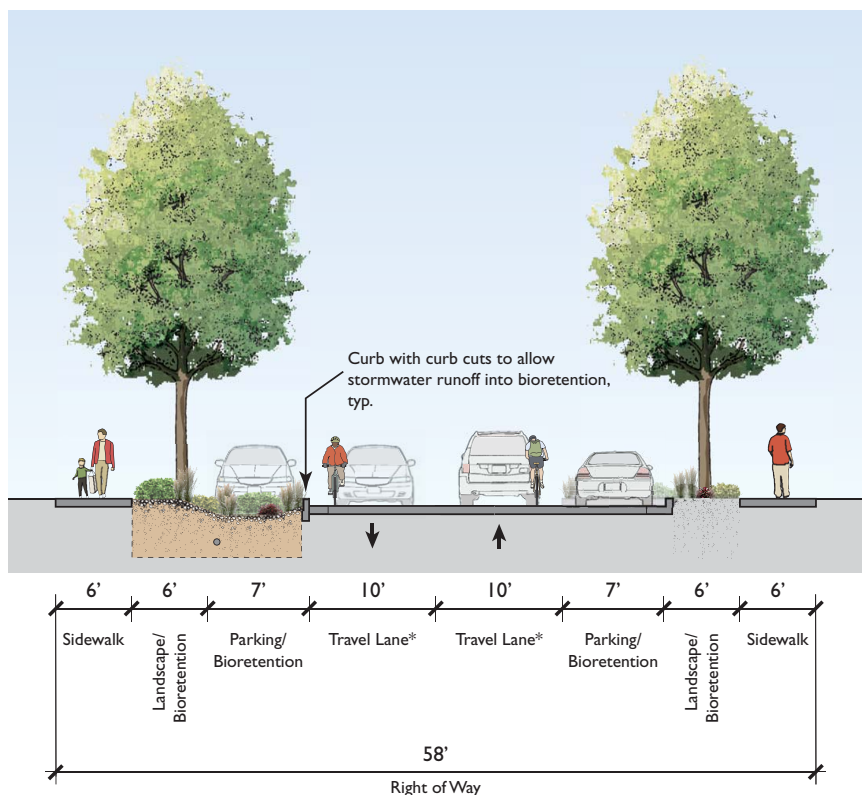 Curb with curb cuts to allow
stormwater runoff into bioretention,
typ.
6’ 6’ 7’ 10’ 10’ 7’ 6’ 6’
Sidewalk
Landscape/
Bioretention
Parking/
Bioretention
Travel Lane*
Travel Lane*
Parking/
Bioretention
Landscape/
Bioretention
Sidewalk
58’
Right of Way